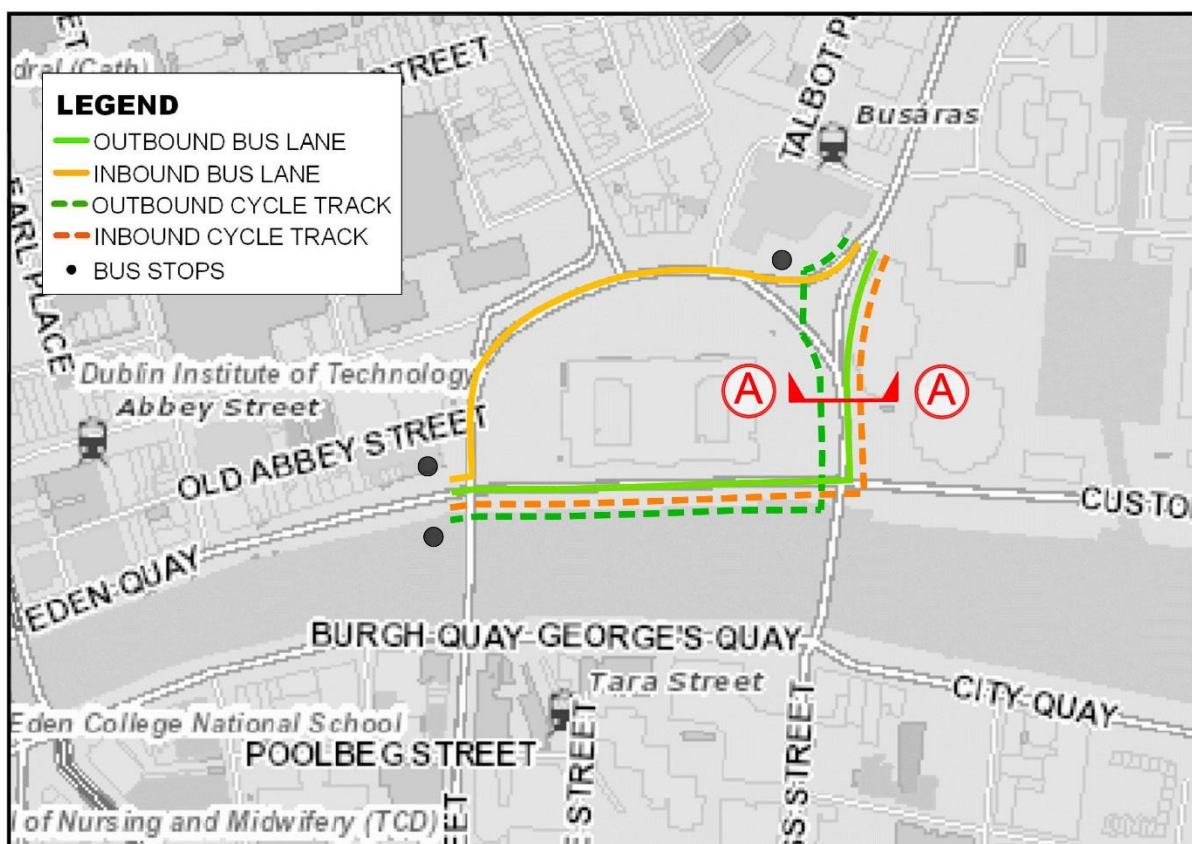 ET
STREET
TALBOT P
dral (Cath)
LEGEND
OUTBOUND BUS LANE
INBOUND BUS LANE
OUTBOUND CYCLE TRACK
INBOUND CYCLE TRACK
BUS STOPS
Busaras
EARL PLACE
Dublin Institute of Technology
Abbey Street
OLD ABBEY STREET
A
A
CUSTO
EDEN QUAY
BURGH QUAY
GEORGE'S QUAY
Tara Street
CITY QUAY
Eden College National School
POOLBEG STREET
E STREET
SS STREET
l of Nursing and Midwifery (TCD)
EET